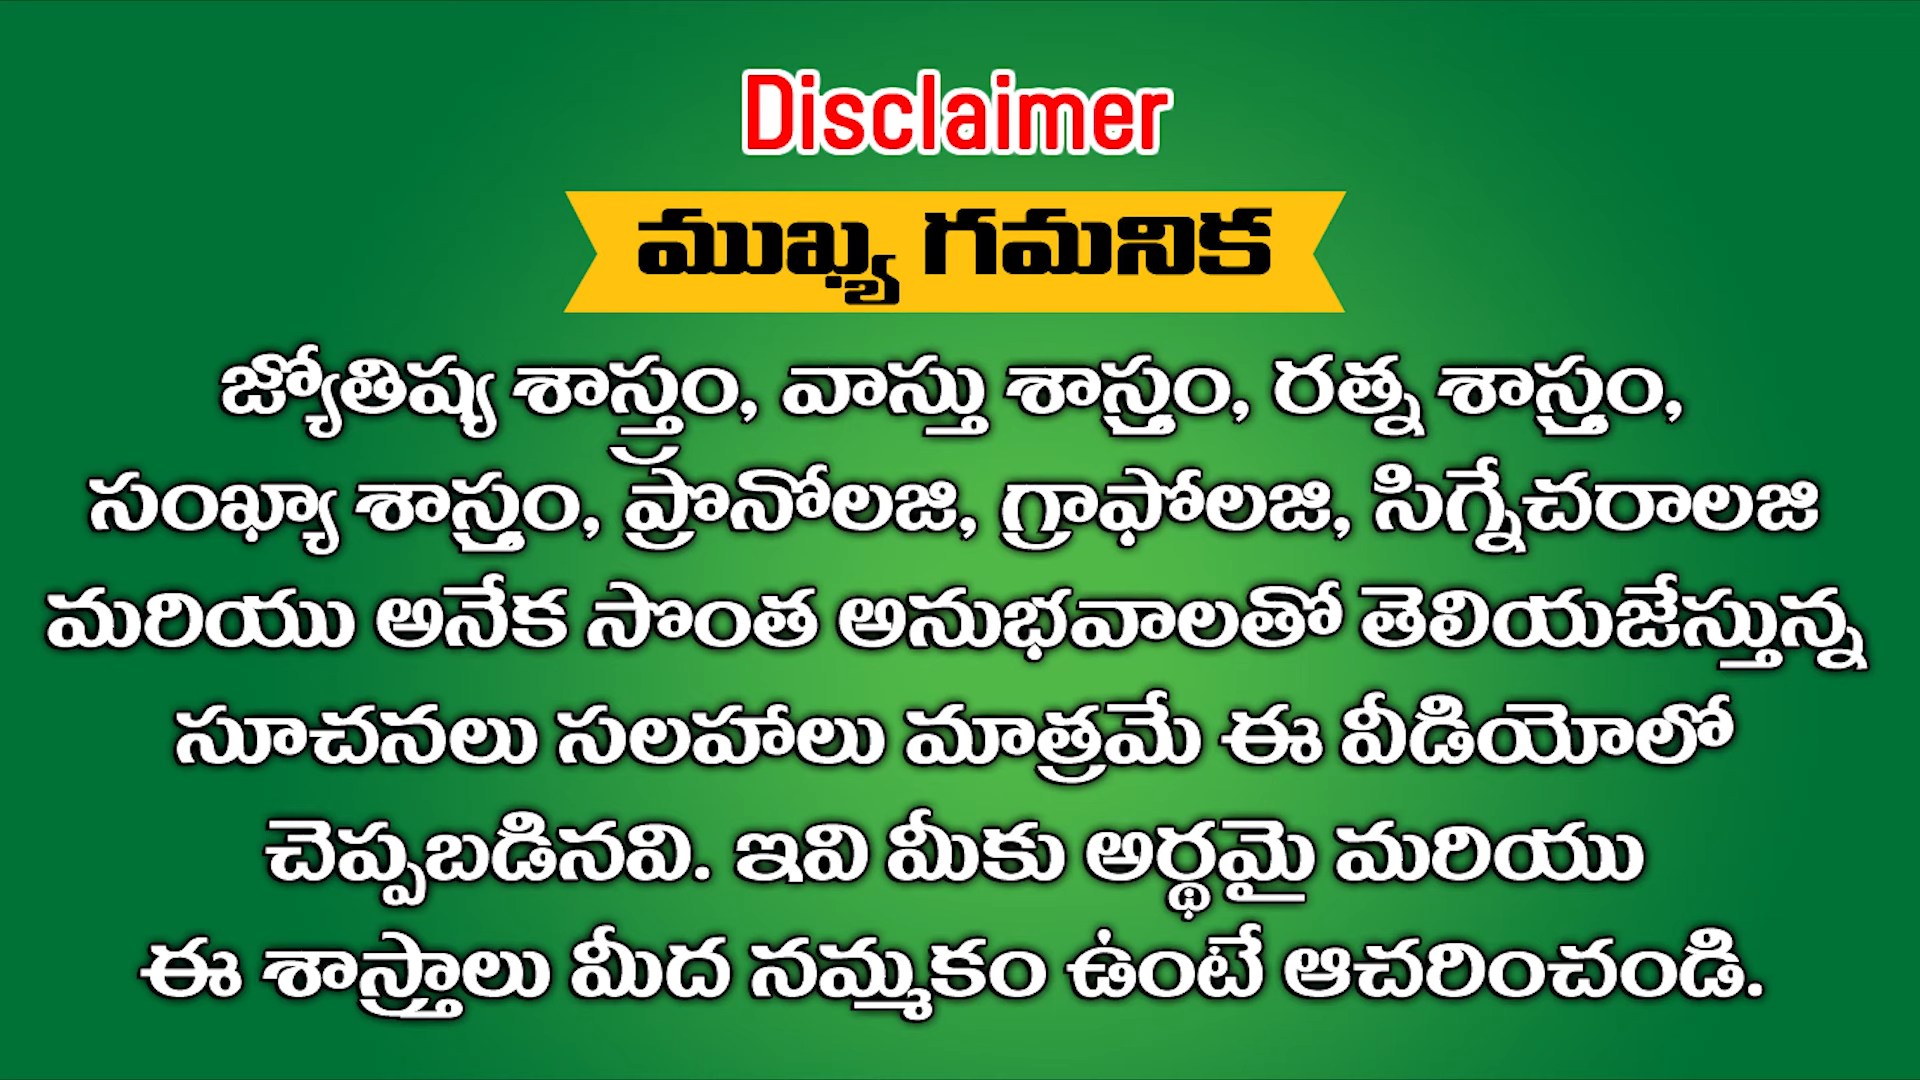 Disclaimer
ముఖ్య గమనిక
జ్యోతిష్య శాస్త్రం, వాస్తు శాస్త్రం, రత్న శాస్త్రం,
సంఖ్యా శాస్త్రం, ప్రొనోలజి, గ్రాఫోలజి, సిగ్నేచరాలజి
మరియు అనేక సొంత అనుభవాలతో తెలియజేస్తున్న
సూచనలు సలహాలు మాత్రమే ఈ వీడియోలో
చెప్పబడినవి. ఇవి మీకు అర్థమై మరియు
ఈ శాస్త్రాలు మీద నమ్మకం ఉంటే ఆచరించండి.